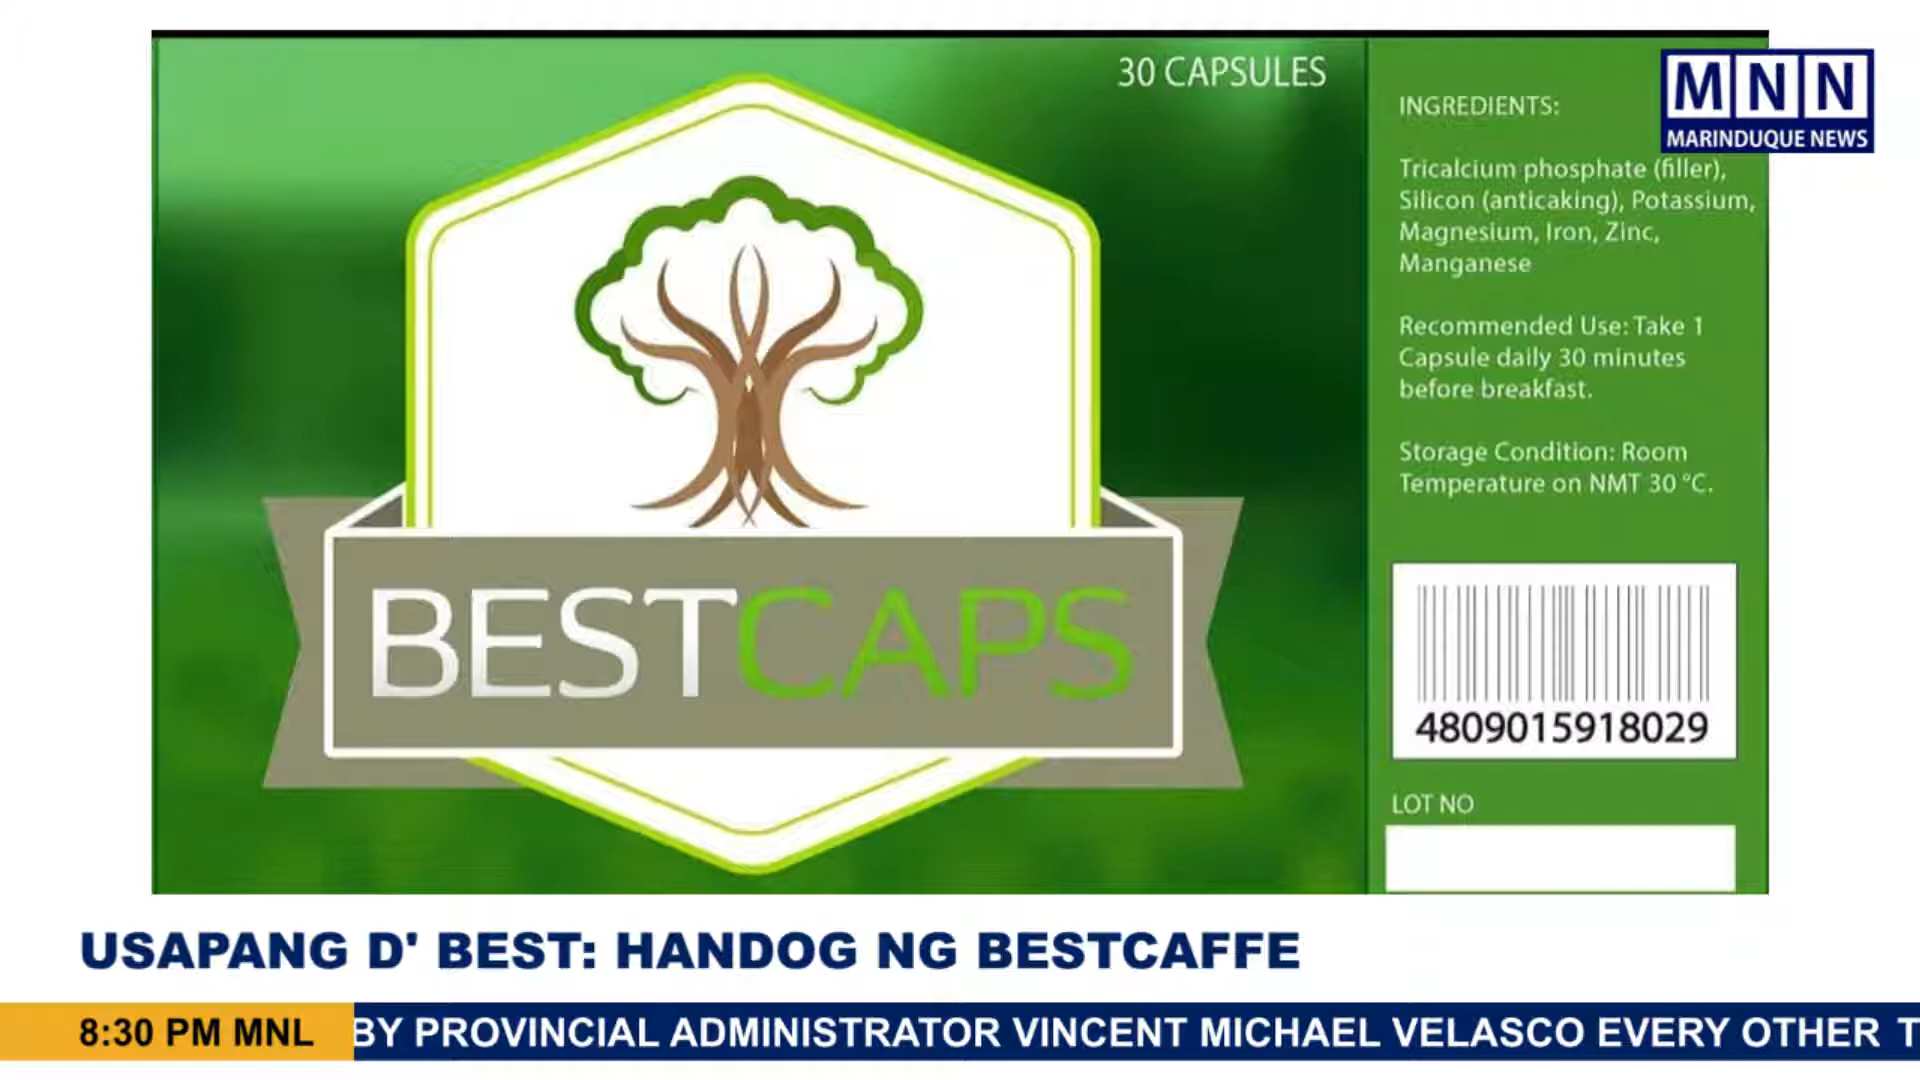 30 CAPSULES
BESTCAPS
INGREDIENTS:
Tricalcium phosphate (filler),
Silicon (anticaking), Potassium,
Magnesium, Iron, Zinc,
Manganese
Recommended Use: Take 1
Capsule daily 30 minutes
before breakfast.
Storage Condition: Room
Temperature on NMT 30 °C.
4809015918029
LOT NO
MNN
MARINDUQUE NEWS
USAPANG D' BEST: HANDOG NG BESTCAFFE
8:30 PM MNL
BY PROVINCIAL ADMINISTRATOR VINCENT MICHAEL VELASCO EVERY OTHER T